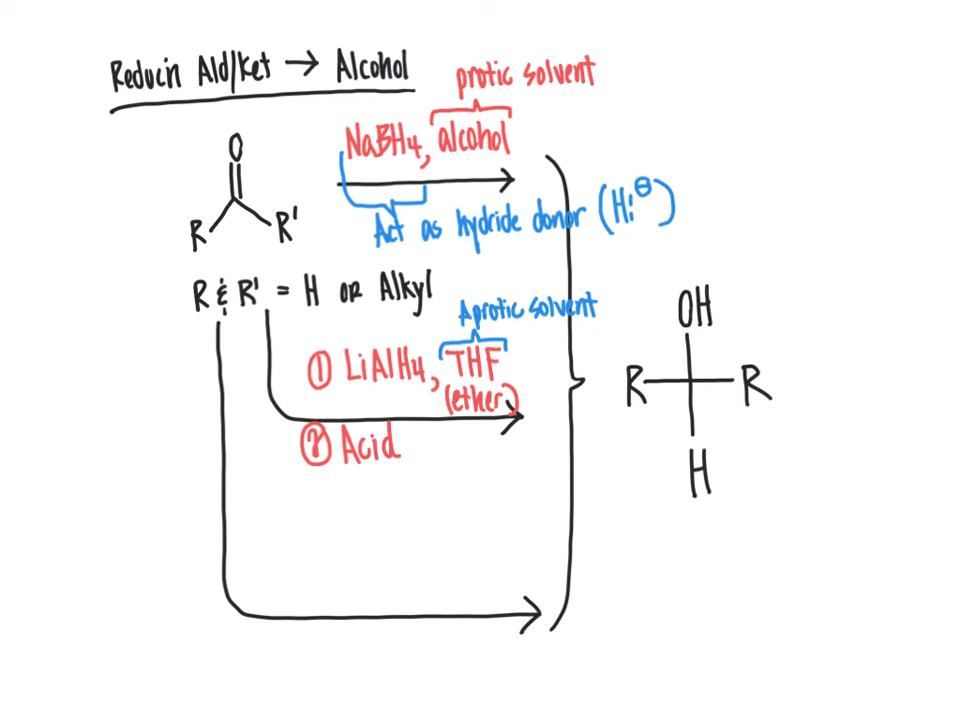 Reducin Ald/Ket → Alcohol
protic solvent
NaBH4, alcohol
Act as hydride donor (H:⊖)
O
R R'
R & R' = H or Alkyl
Aprotic solvent
① LiAlH4, THF
(ether)
② Acid
OH
R R
H